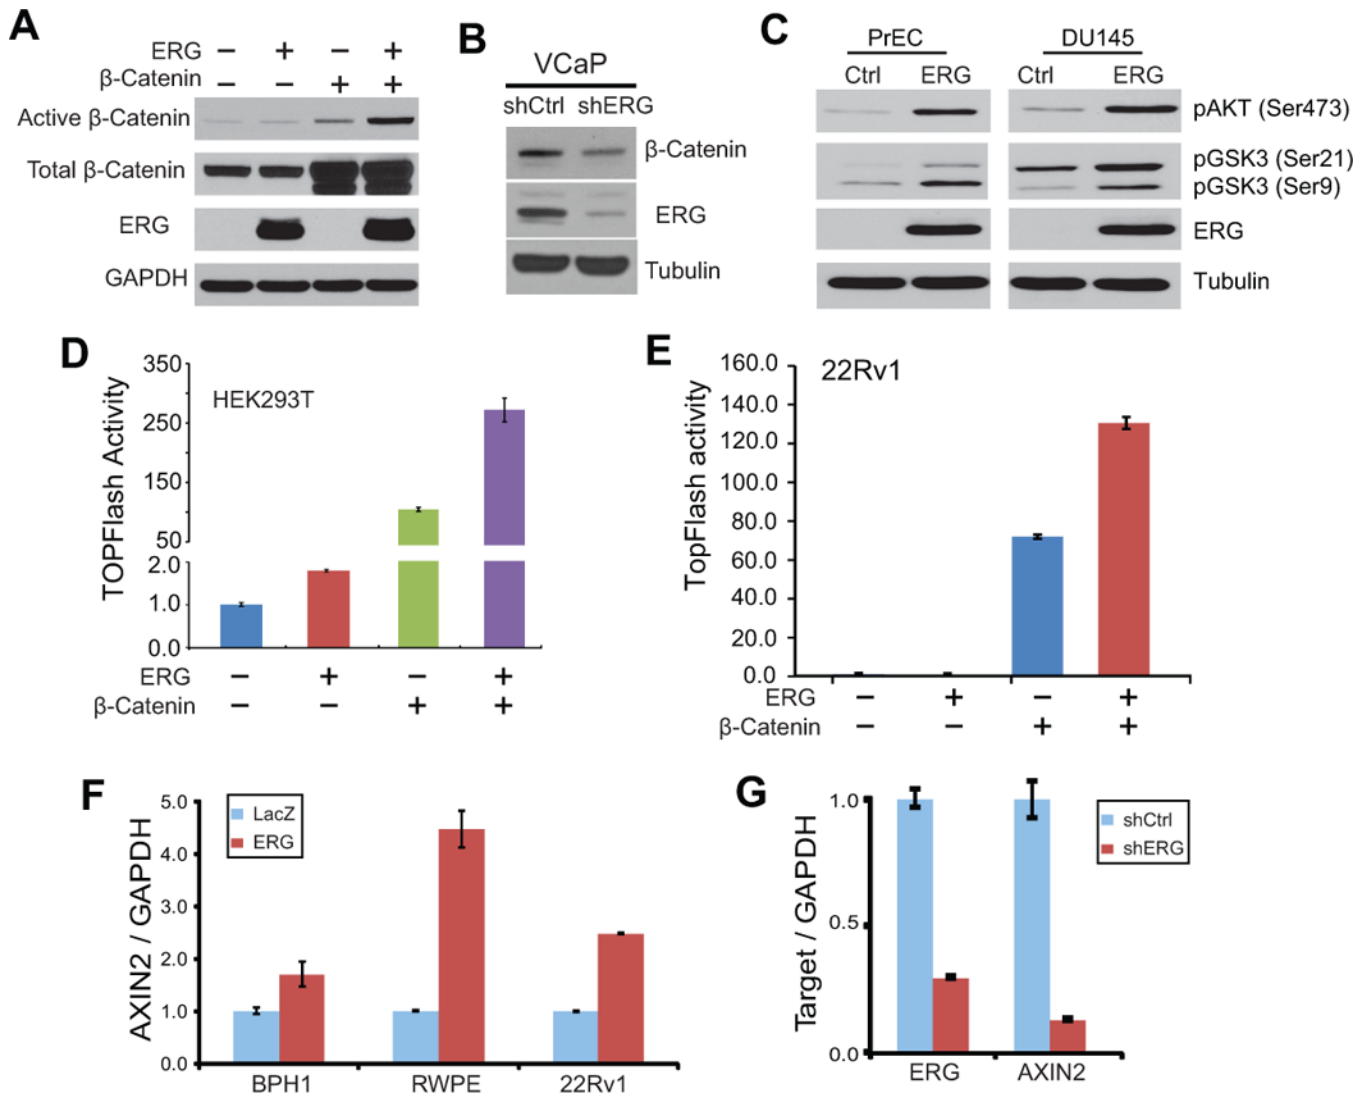 A
ERG − + − +
β-Catenin − − + +
Active β-Catenin
Total β-Catenin
ERG
GAPDH
B
VCaP
shCtrl shERG
β-Catenin
ERG
Tubulin
C
PrEC DU145
Ctrl ERG Ctrl ERG
pAKT (Ser473)
pGSK3 (Ser21)
pGSK3 (Ser9)
ERG
Tubulin
D
TOPFlash Activity
350
250
150
50
2.0
1.0
0.0
HEK293T
ERG − + − +
β-Catenin − − + +
E
TopFlash activity
160.0
140.0
120.0
100.0
80.0
60.0
40.0
20.0
0.0
22Rv1
ERG − + − +
β-Catenin − − + +
F
AXIN2 / GAPDH
5.0
4.0
3.0
2.0
1.0
0.0
LacZ
ERG
BPH1 RWPE 22Rv1
G
Target / GAPDH
1.0
0.5
0.0
shCtrl
shERG
ERG AXIN2